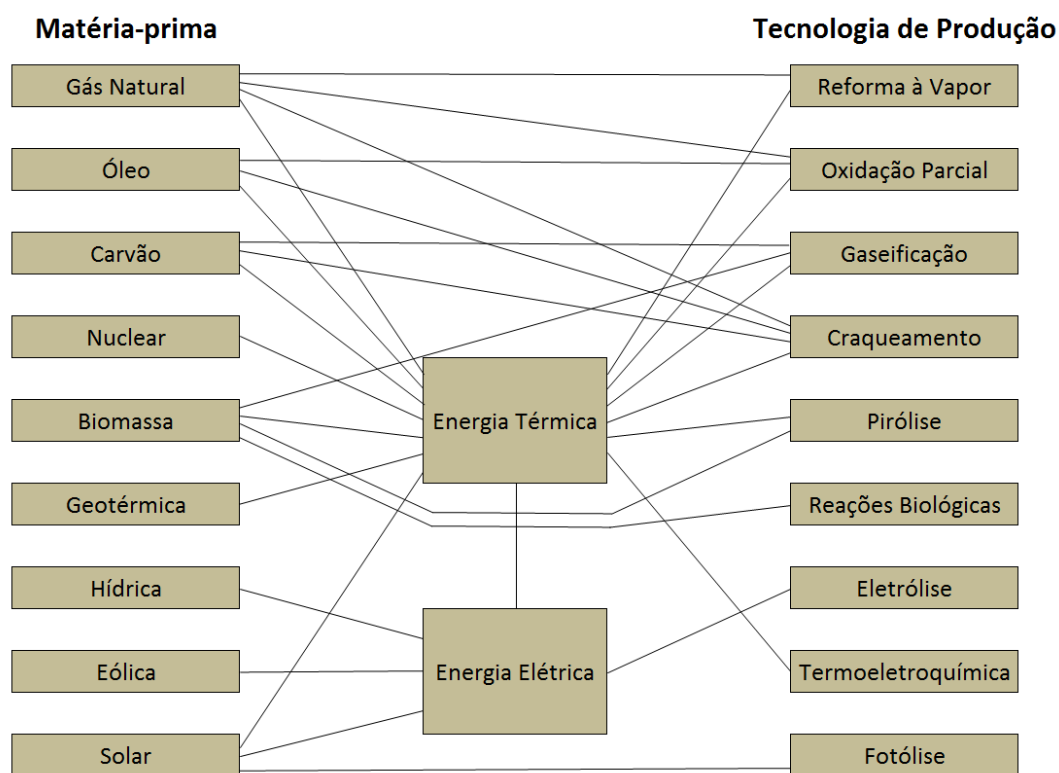 Matéria-prima
Tecnologia de Produção
Gás Natural
Reforma à Vapor
Óleo
Oxidação Parcial
Carvão
Gaseificação
Nuclear
Craqueamento
Energia Térmica
Biomassa
Pirólise
Geotérmica
Reações Biológicas
Hídrica
Eletrólise
Energia Elétrica
Eólica
Termoeletroquímica
Solar
Fotólise